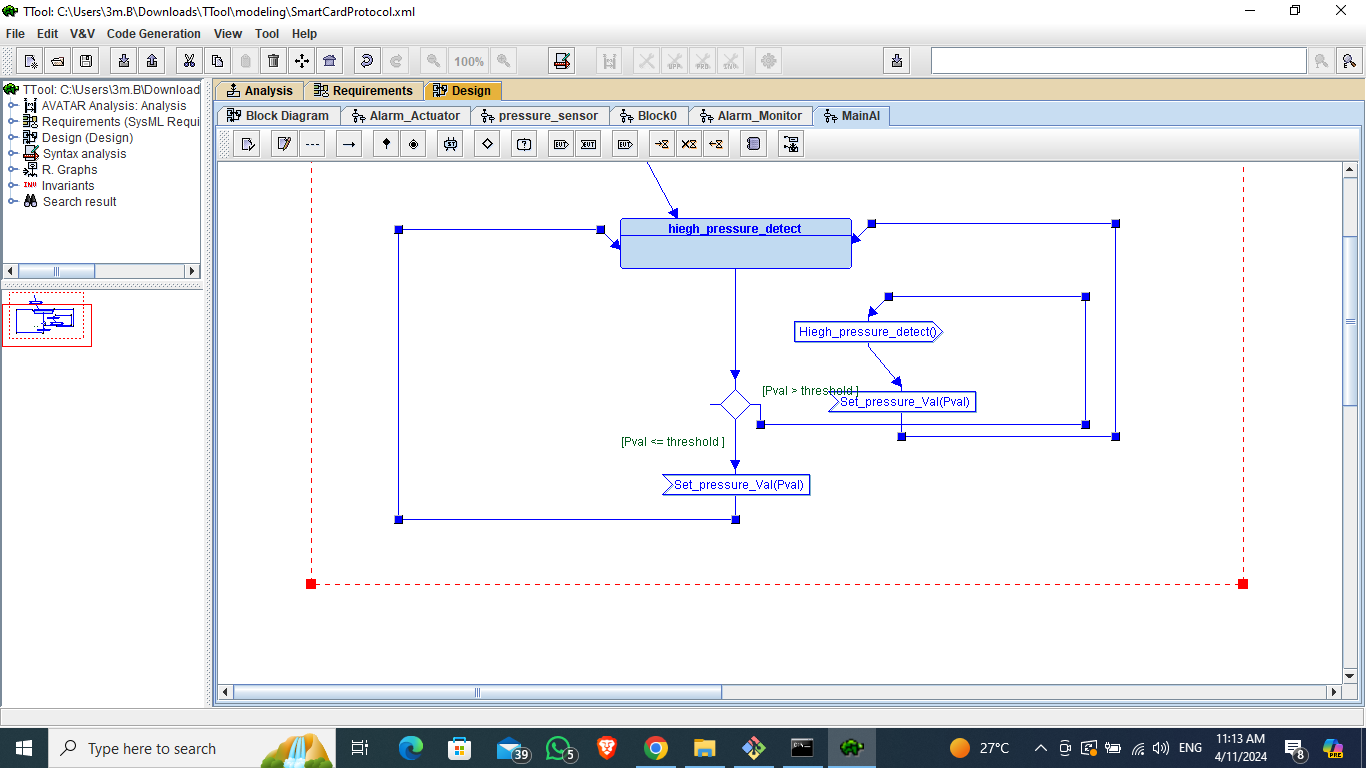 TTool: C:\Users\3m.B\Downloads\TTool\modeling\SmartCardProtocol.xml
File Edit V&V Code Generation View Tool Help
100%
TTool: C:\Users\3m.B\Download
AVATAR Analysis: Analysis
Requirements (SysML Requi
Design (Design)
Syntax analysis
R. Graphs
INV Invariants
Search result
Analysis Requirements Design
Block Diagram Alarm_Actuator pressure_sensor Block0 Alarm_Monitor MainAl
hiegh_pressure_detect
Hiegh_pressure_detect()
[Pval > threshold ]
Set_pressure_Val(Pval)
[Pval <= threshold ]
Set_pressure_Val(Pval)
Type here to search
39
5
27°C
ENG
11:13 AM
4/11/2024
8
PRE